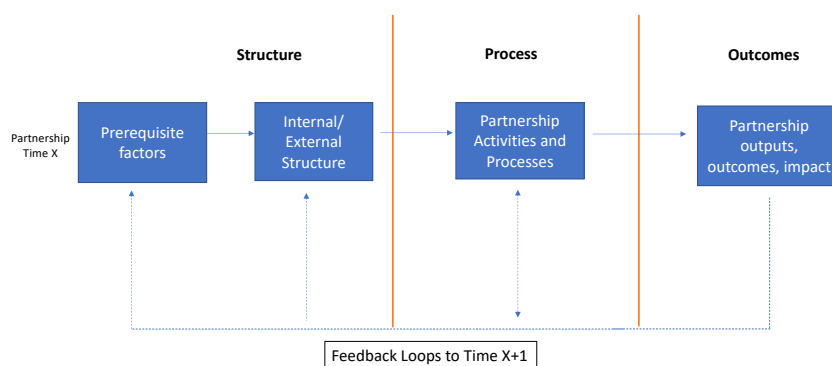 Structure
Process
Outcomes
Partnership
Time X
Prerequisite
factors
Internal/
External
Structure
Partnership
Activities and
Processes
Partnership
outputs,
outcomes, impact
Feedback Loops to Time X+1